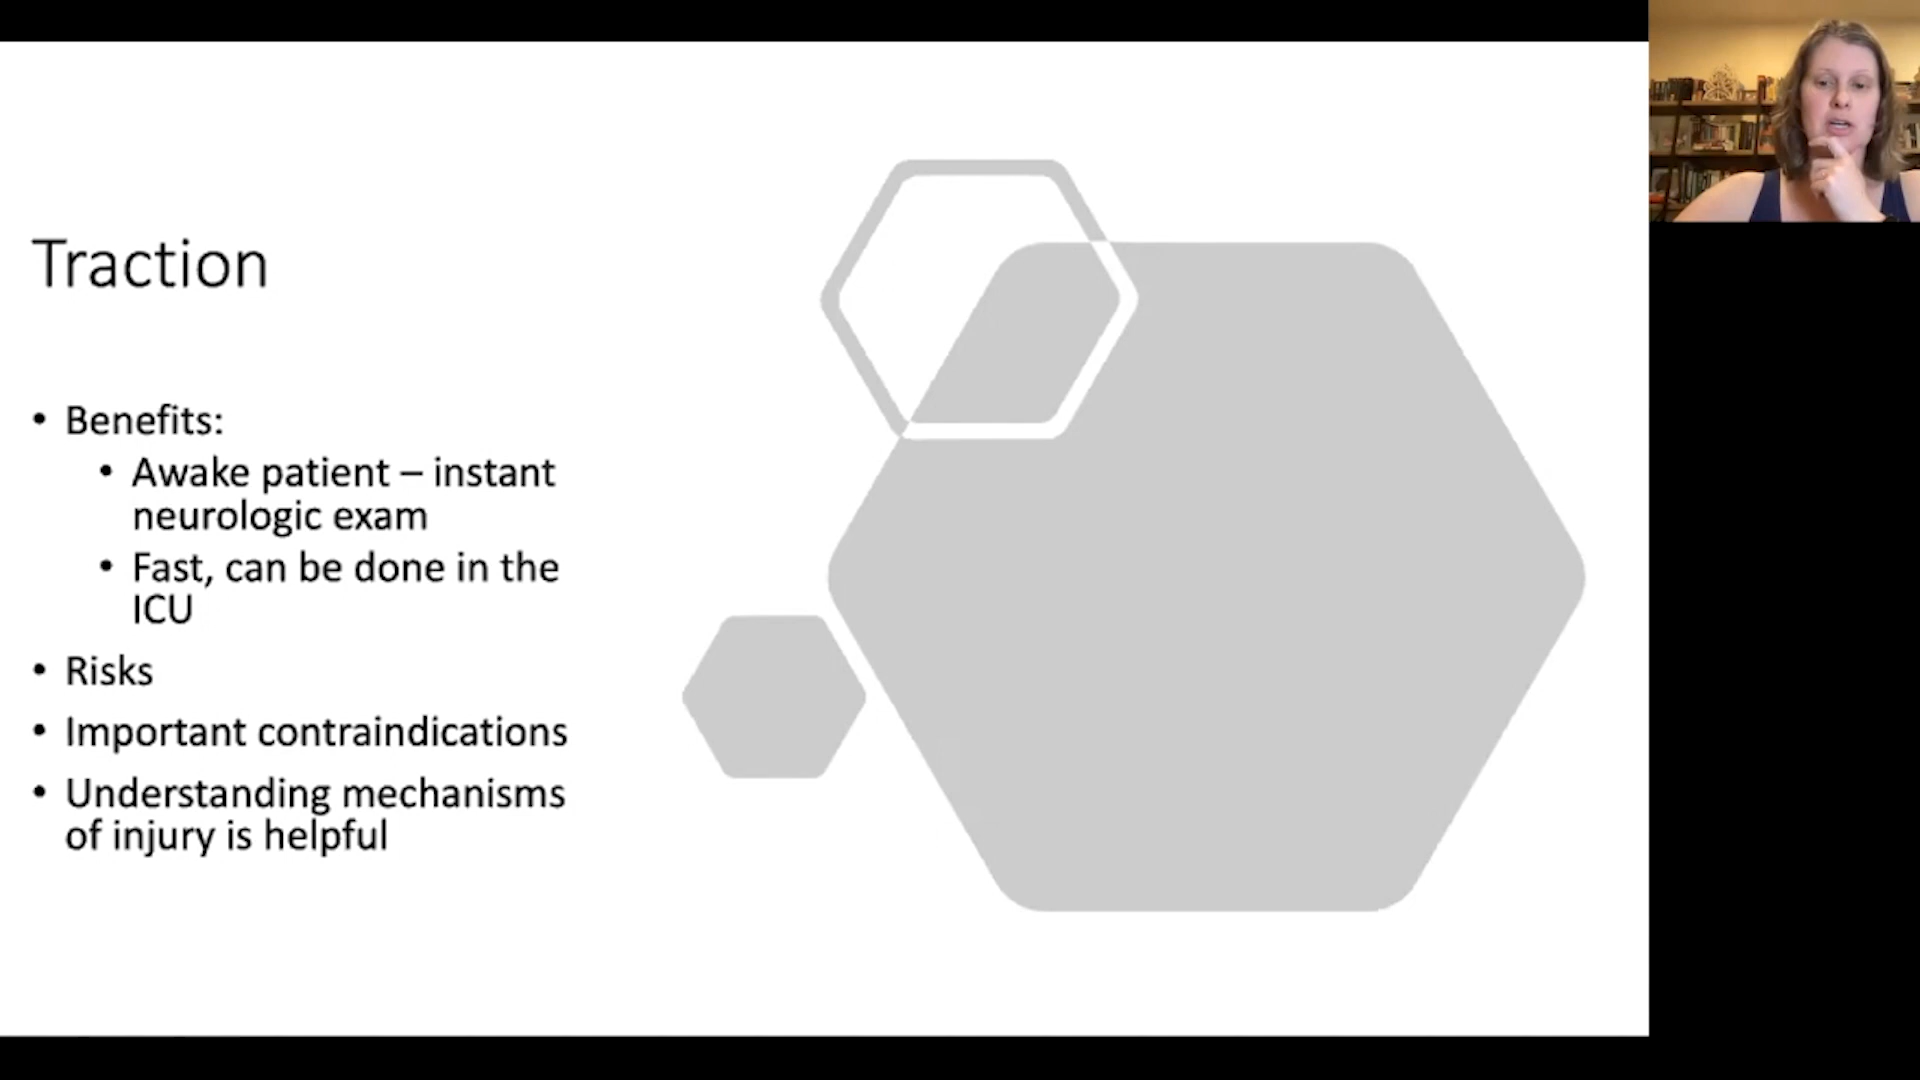 Traction
• Benefits:
• Awake patient – instant
neurologic exam
• Fast, can be done in the
ICU
• Risks
• Important contraindications
• Understanding mechanisms
of injury is helpful